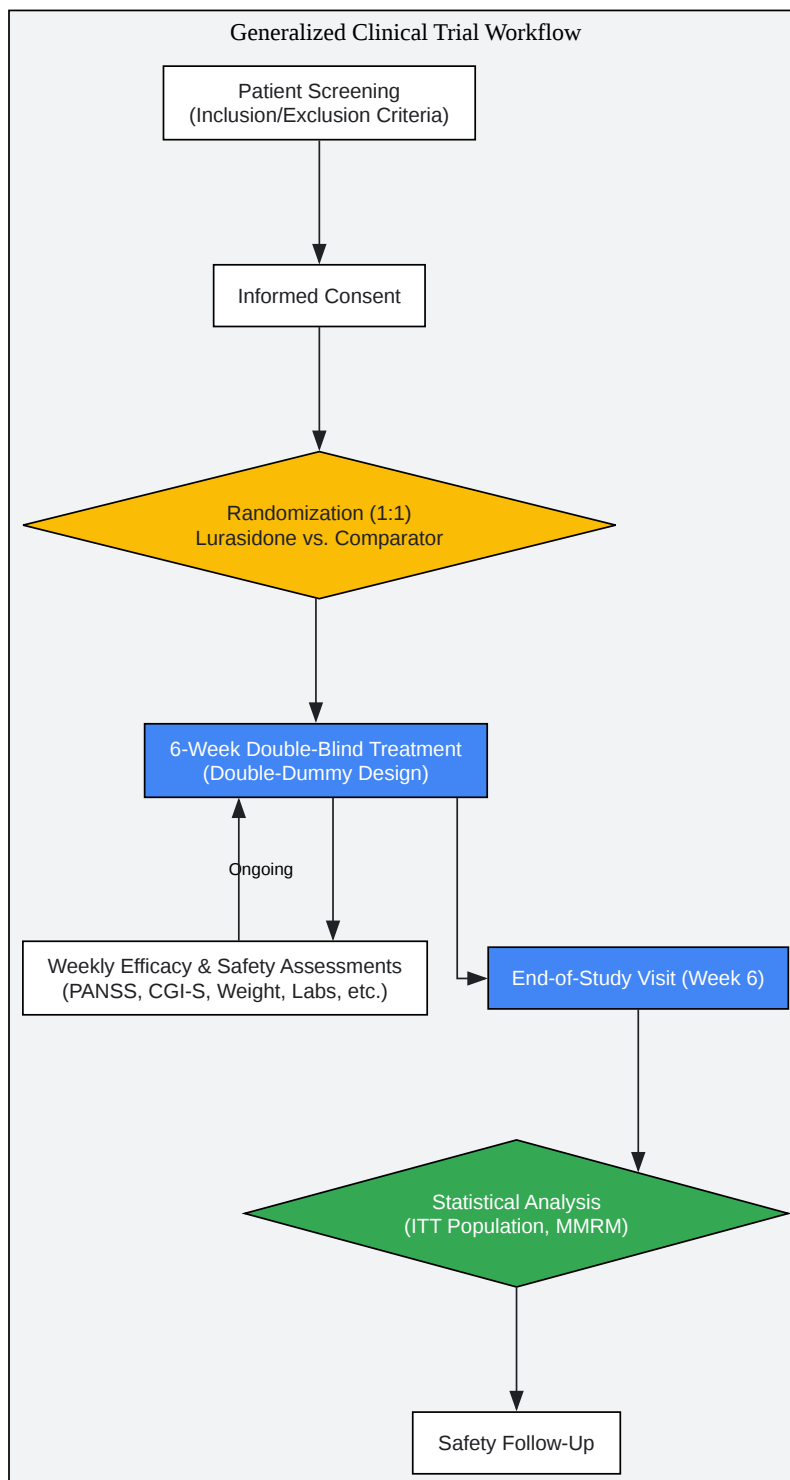 Generalized Clinical Trial Workflow
Patient Screening
(Inclusion/Exclusion Criteria)
Informed Consent
Randomization (1:1)
Lurasidone vs. Comparator
6-Week Double-Blind Treatment
(Double-Dummy Design)
Ongoing
Weekly Efficacy & Safety Assessments
(PANSS, CGI-S, Weight, Labs, etc.)
End-of-Study Visit (Week 6)
Statistical Analysis
(ITT Population, MMRM)
Safety Follow-Up